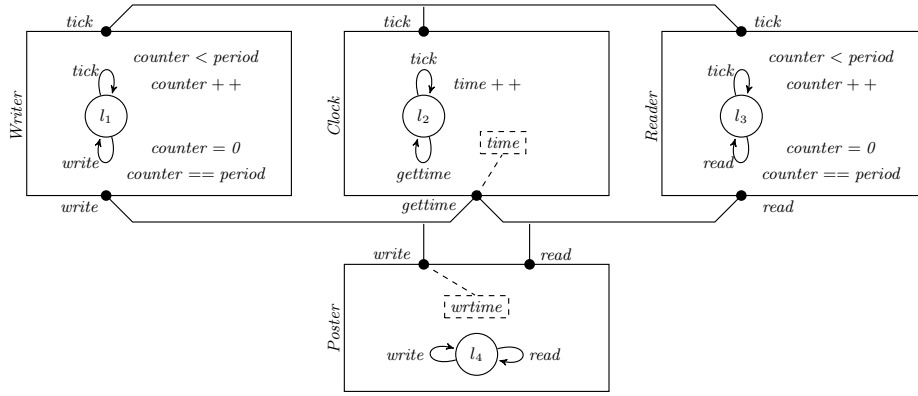 tick tick tick
counter < period counter < period
tick tick tick
counter ++ time ++ counter ++
Writer Clock Reader
l1 l2 l3
counter = 0 time counter = 0
write gettime read
counter == period counter == period
write gettime read
write read
Poster
wrtime
write l4 read